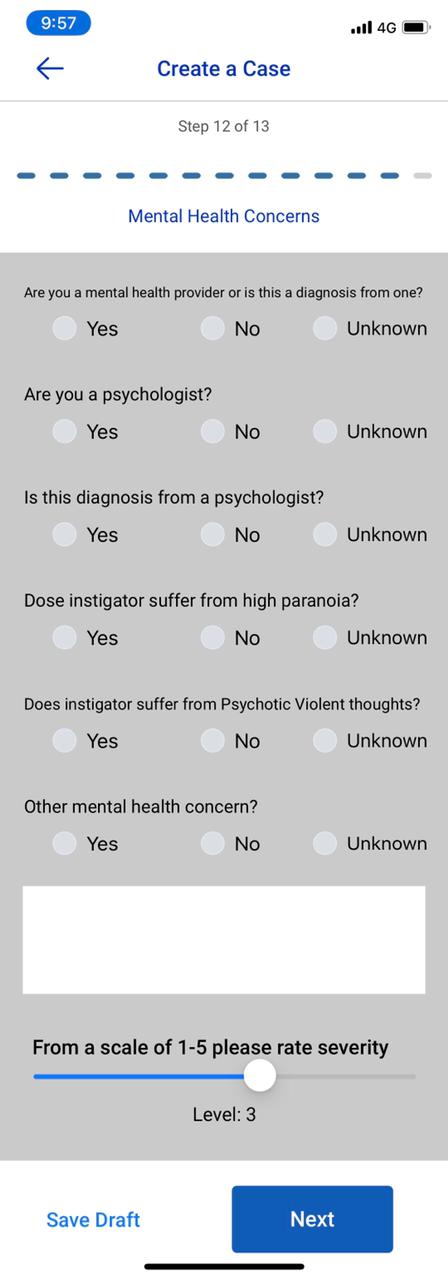 9:57
4G
Create a Case
Step 12 of 13
Mental Health Concerns
Are you a mental health provider or is this a diagnosis from one?
Yes No Unknown
Are you a psychologist?
Yes No Unknown
Is this diagnosis from a psychologist?
Yes No Unknown
Dose instigator suffer from high paranoia?
Yes No Unknown
Does instigator suffer from Psychotic Violent thoughts?
Yes No Unknown
Other mental health concern?
Yes No Unknown
From a scale of 1-5 please rate severity
Level: 3
Save Draft Next